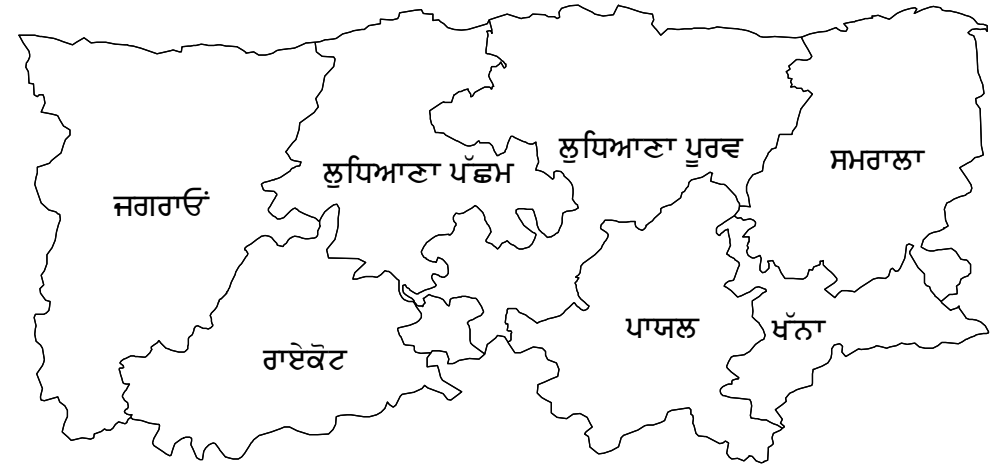 ਲੁਧਿਆਣਾ ਪੂਰਵ
ਸਮਰਾਲਾ
ਲੁਧਿਆਣਾ ਪੱਛਮ
ਜਗਰਾਓਂ
ਪਾਯਲ
ਖੰਨਾ
ਰਾਏਕੋਟ